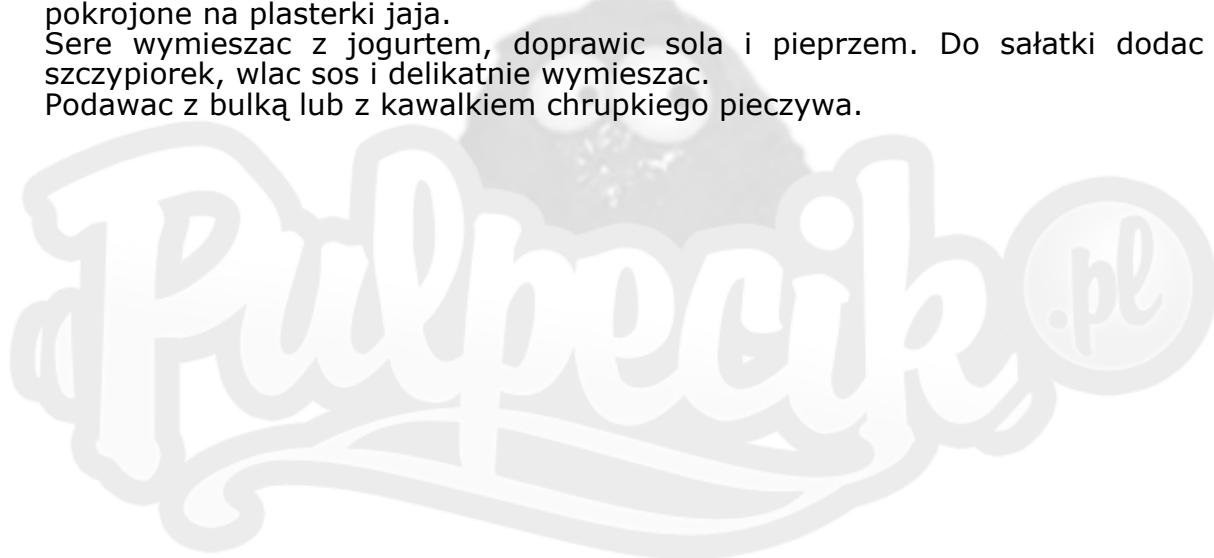 pokrojone na plasterki jaja.
Sere wymieszac z jogurtem, doprawic sola i pieprzem. Do sałatki dodac
szczypiorek, wlac sos i delikatnie wymieszac.
Podawac z bulką lub z kawalkiem chrupkiego pieczywa.
Pulpecik.pl